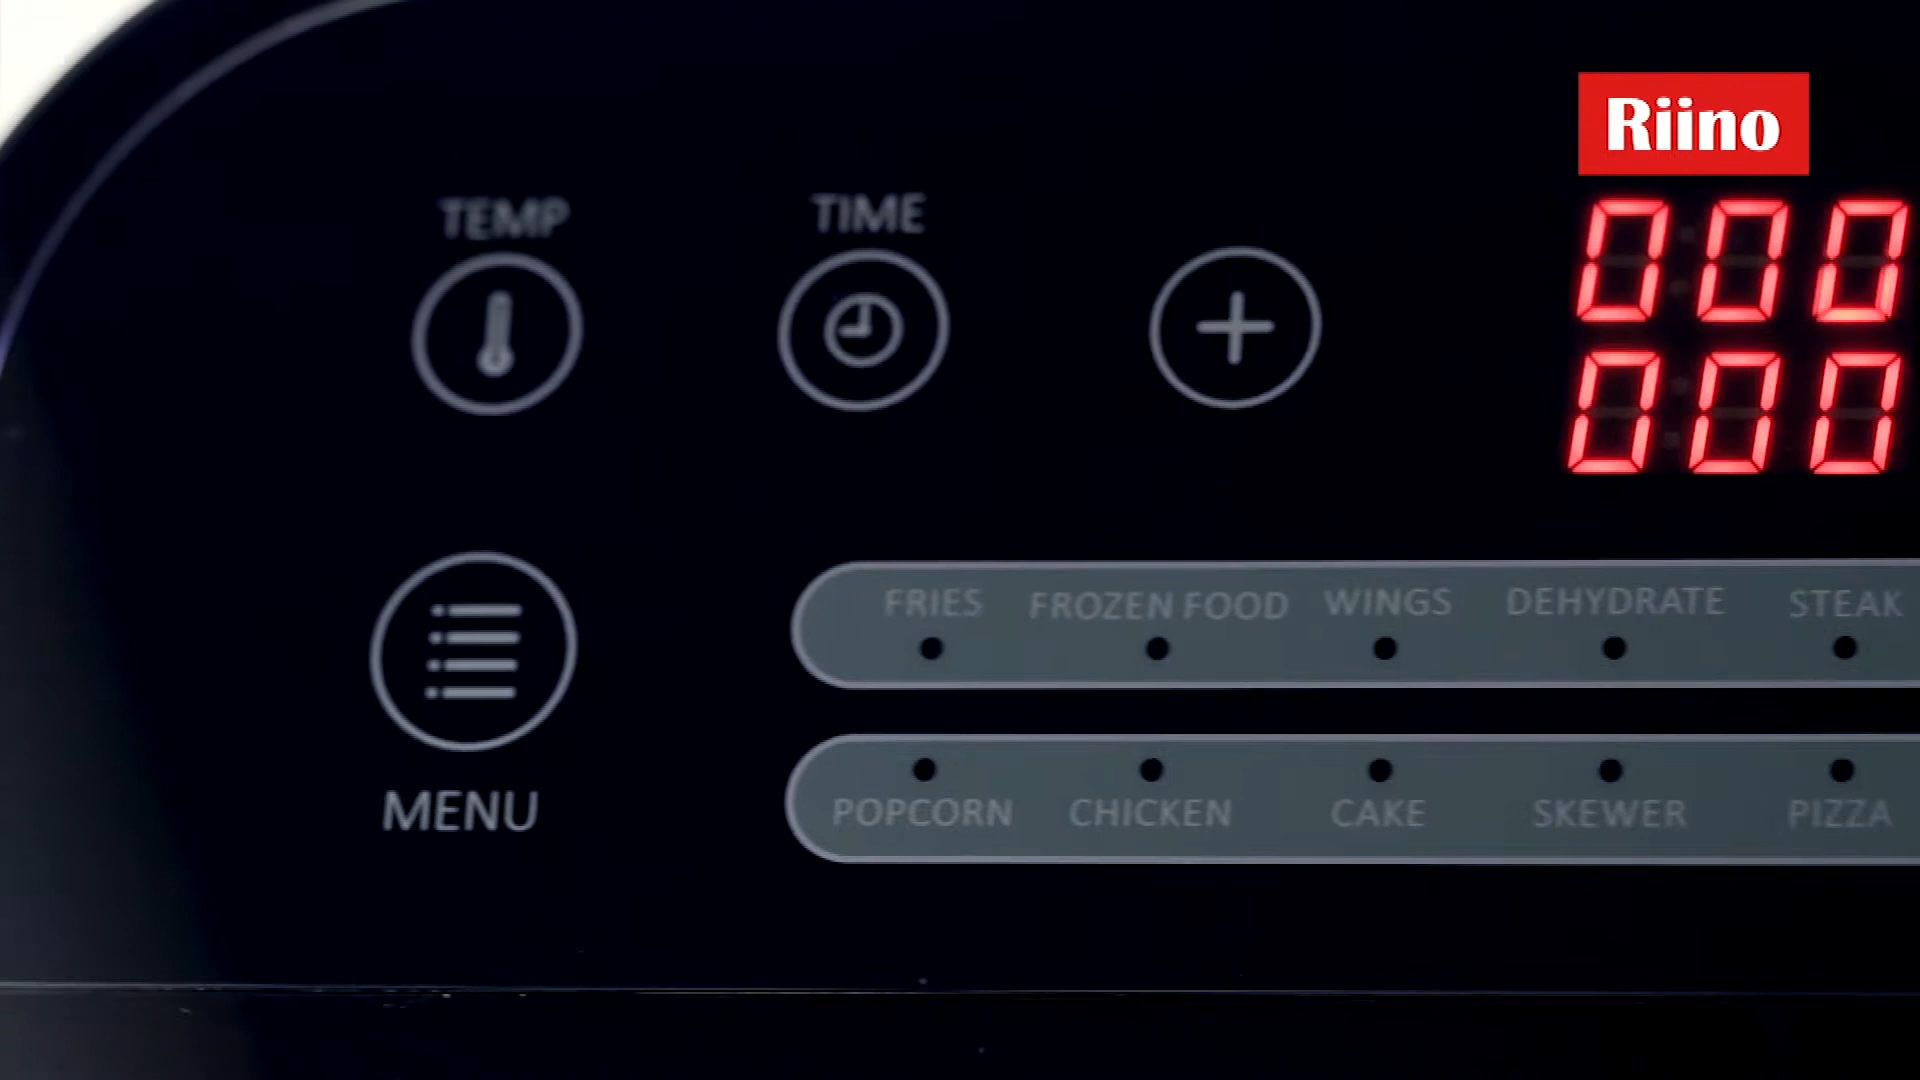 Riino
TEMP TIME
000
000
FRIES FROZEN FOOD WINGS DEHYDRATE STEAK
MENU
POPCORN CHICKEN CAKE SKEWER PIZZA